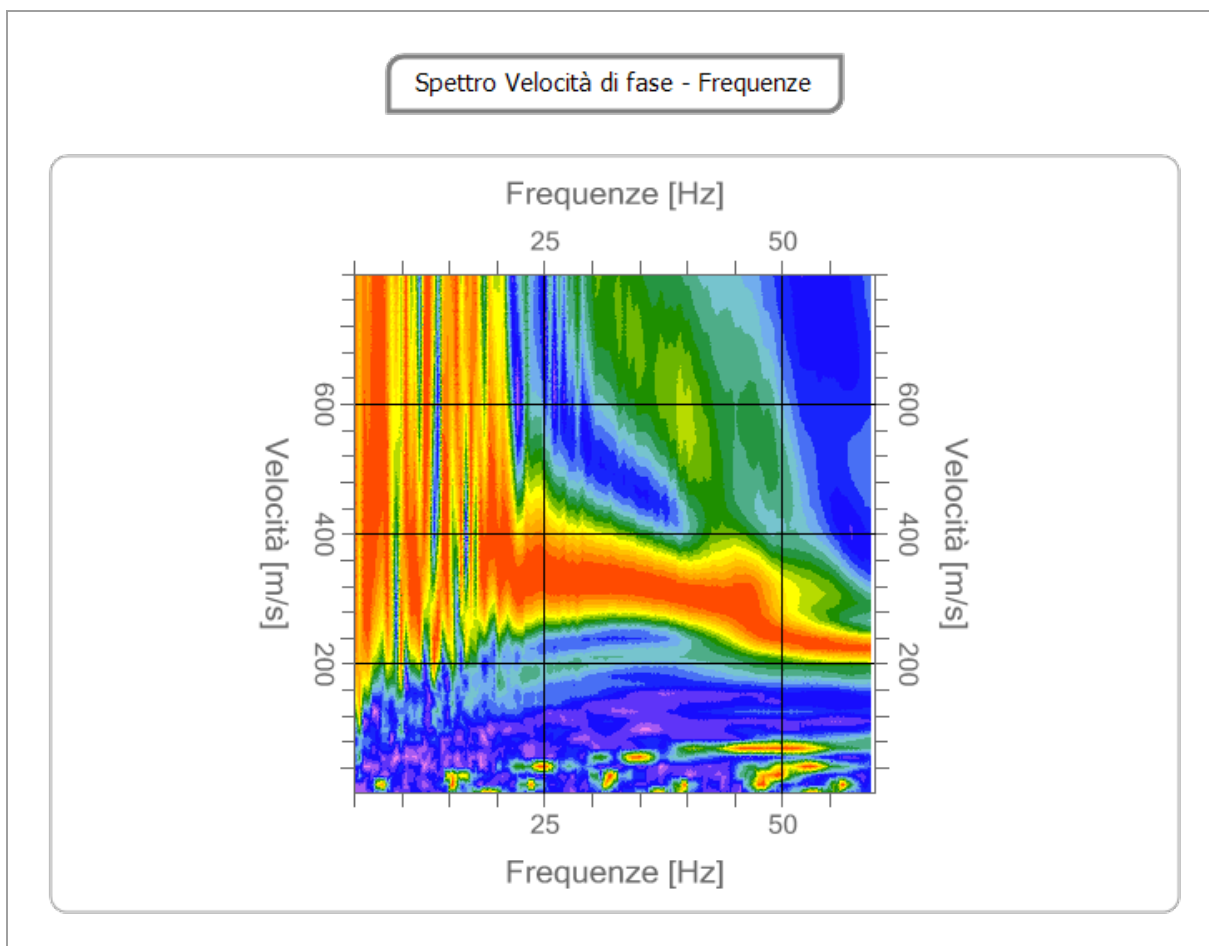 Spettro Velocità di fase - Frequenze
Frequenze [Hz]
25 50
600 600
Velocità [m/s] Velocità [m/s]
400 400
200 200
25 50
Frequenze [Hz]